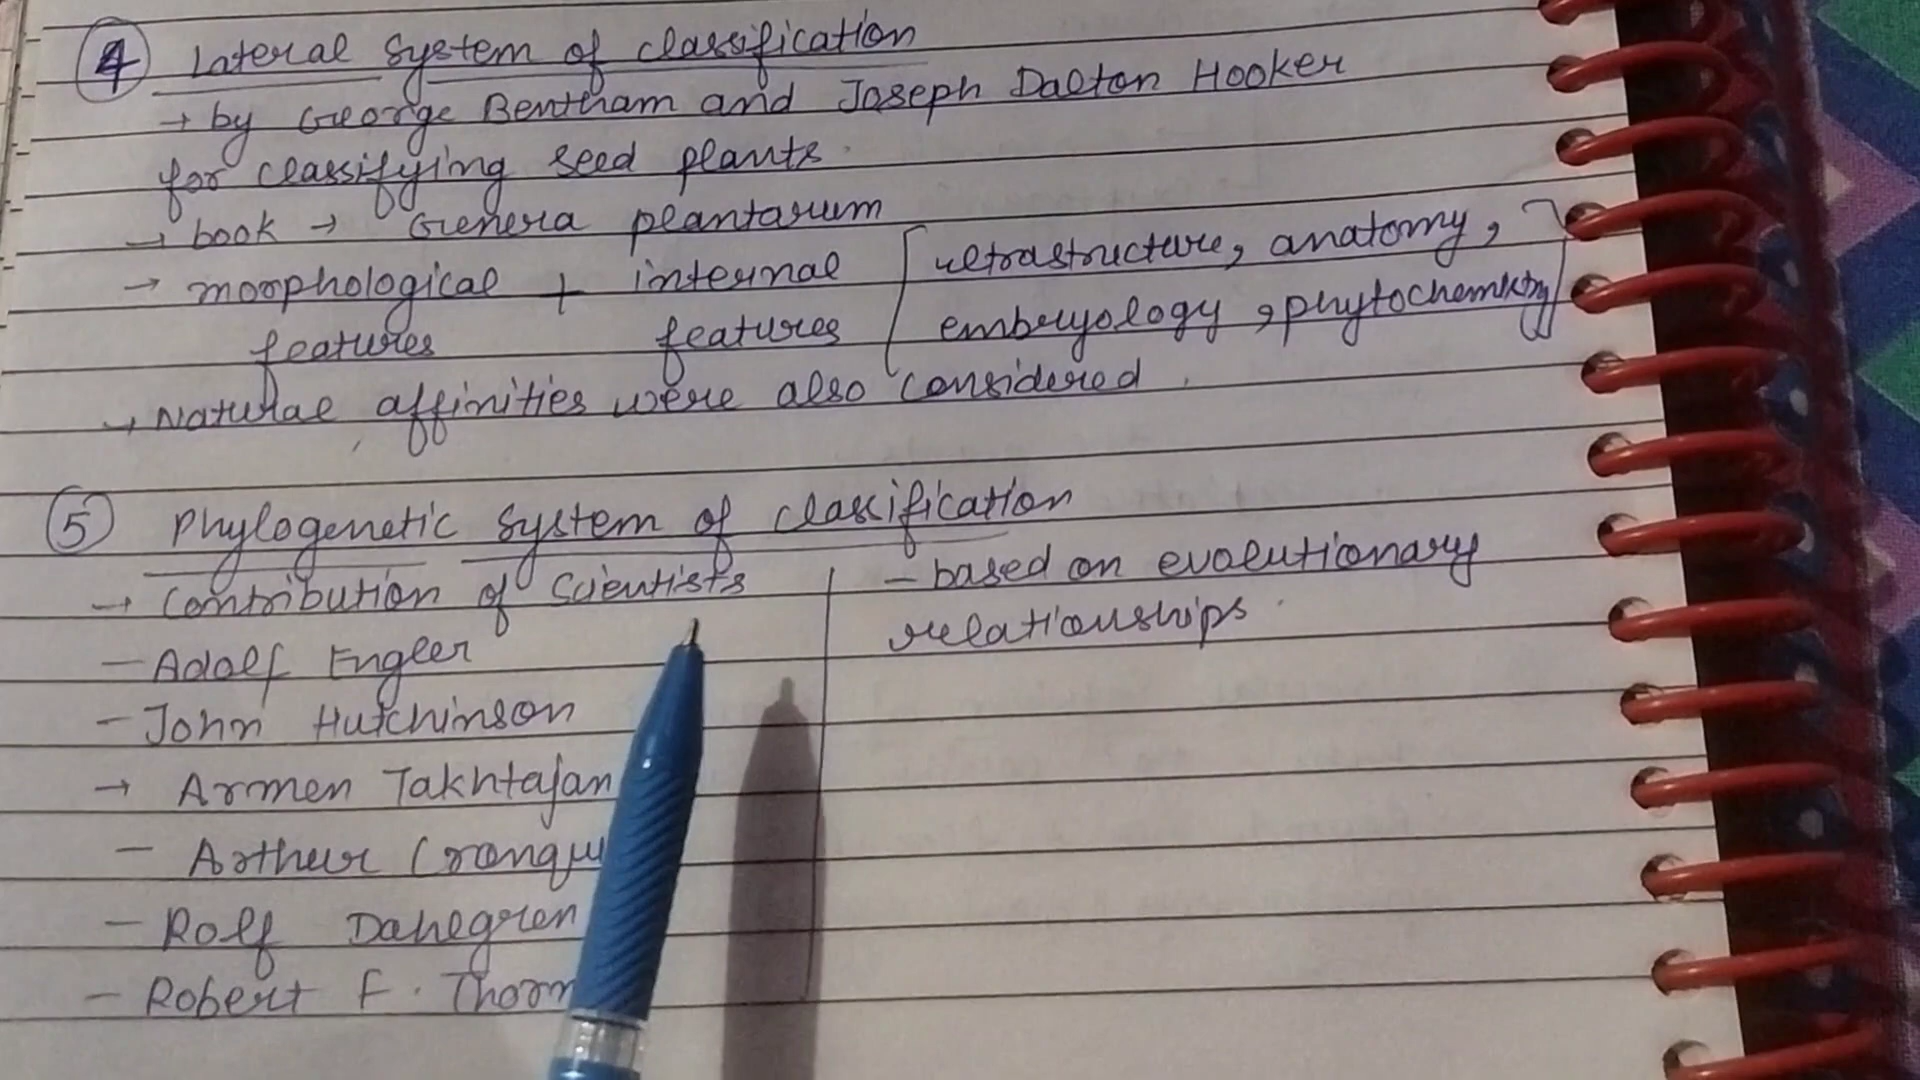 4 Lateral system of classification
→ by George Bentham and Joseph Dalton Hooker
for classifying seed plants.
→ book → Genera plantarum
→ morphological + internal [ultrastructure, anatomy,
features features embryology, phytochemistry]
→ Natural affinities were also considered.
5 Phylogenetic system of classification
→ Contribution of Scientists
- Adolf Engler
- John Hutchinson
→ Armen Takhtajan
- Arthur
- Rolf Dahlgren
- Robert F.
- based on evolutionary
relationships.